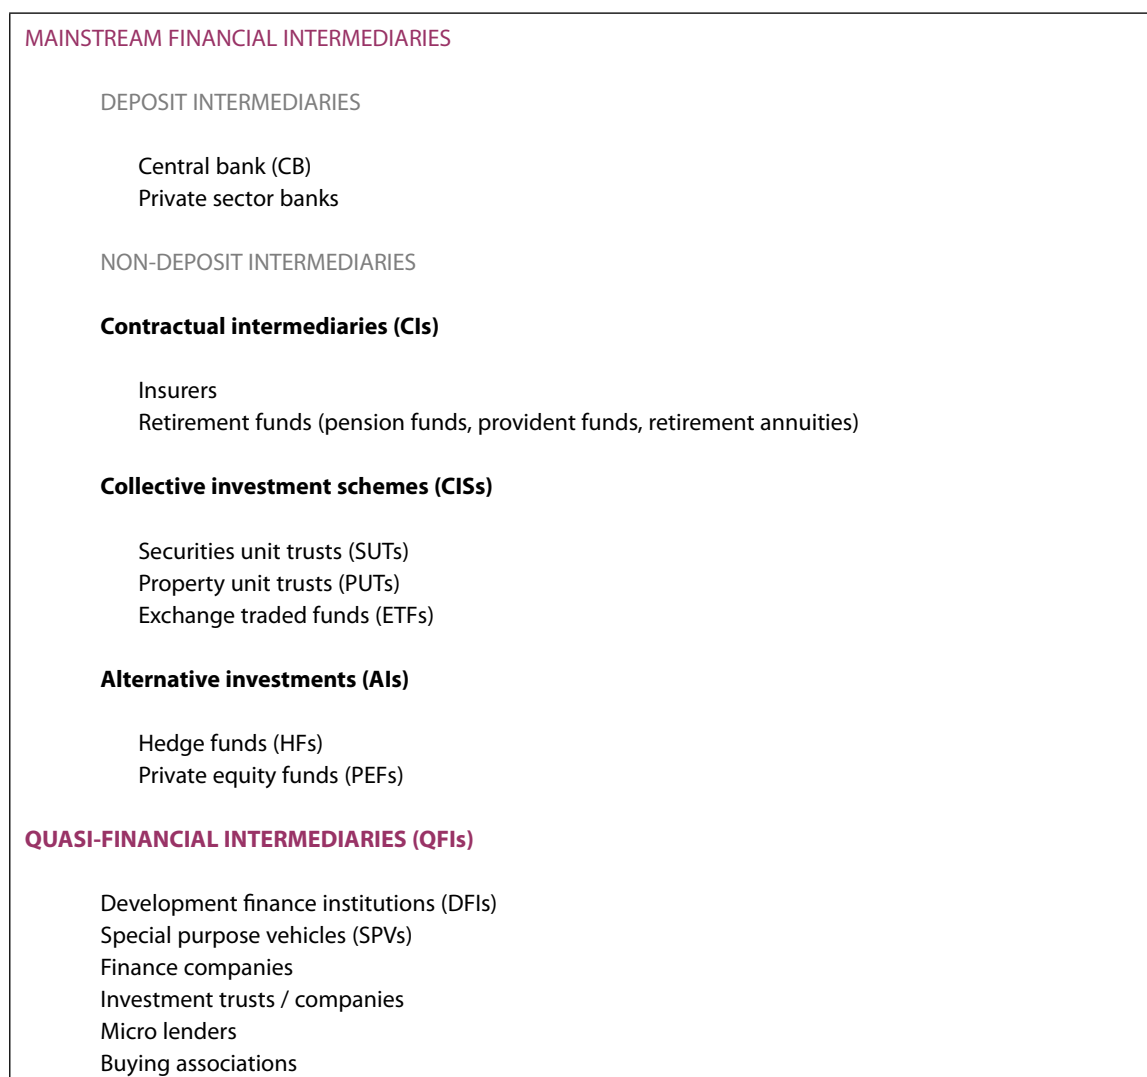 MAINSTREAM FINANCIAL INTERMEDIARIES
DEPOSIT INTERMEDIARIES
Central bank (CB)
Private sector banks
NON-DEPOSIT INTERMEDIARIES
Contractual intermediaries (CIs)
Insurers
Retirement funds (pension funds, provident funds, retirement annuities)
Collective investment schemes (CISs)
Securities unit trusts (SUTs)
Property unit trusts (PUTs)
Exchange traded funds (ETFs)
Alternative investments (AIs)
Hedge funds (HFs)
Private equity funds (PEFs)
QUASI-FINANCIAL INTERMEDIARIES (QFIs)
Development finance institutions (DFIs)
Special purpose vehicles (SPVs)
Finance companies
Investment trusts / companies
Micro lenders
Buying associations